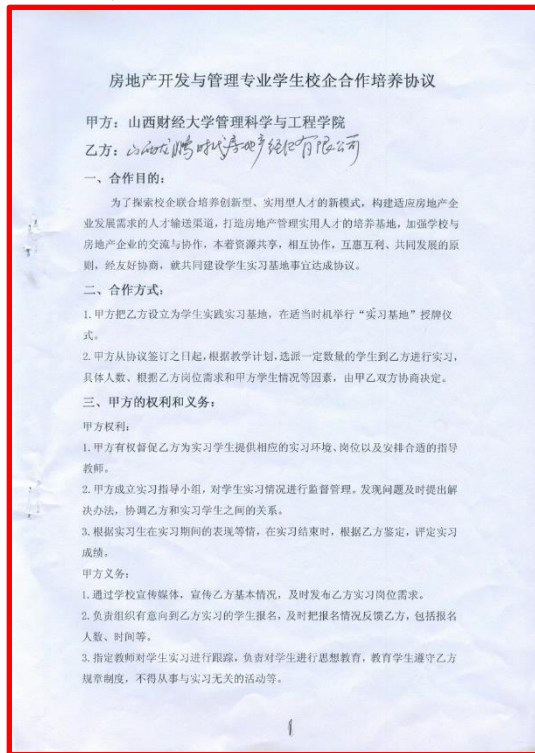 房地产开发与管理专业学生校企合作培养协议
甲方：山西财经大学管理科学与工程学院
乙方：山西龙鹏时代房地产经纪有限公司
一、合作目的：
为了探索校企联合培养创新型、实用型人才的新模式，构建适应房地产企
业发展需求的人才输送渠道，打造房地产管理实用人才的培养基地，加强学校与
房地产企业的交流与协作，本着资源共享，相互协作，互惠互利、共同发展的原
则，经友好协商，就共同建设学生实习基地事宜达成协议。
二、合作方式：
1.甲方把乙方设立为学生实践实习基地，在适当时机举行“实习基地”授牌仪
式。
2.甲方从协议签订之日起，根据教学计划，选派一定数量的学生到乙方进行实习，
具体人数、根据乙方岗位需求和甲方学生情况等因素，由甲乙双方协商决定。
三、甲方的权利和义务：
甲方权利：
1.甲方有权督促乙方为实习学生提供相应的实习环境、岗位以及安排合适的指导
教师。
2.甲方成立实习指导小组，对学生实习情况进行监督管理。发现问题及时提出解
决办法，协调乙方和实习学生之间的关系。
3.根据实习生在实习期间的表现等情，在实习结束时，根据乙方鉴定，评定实习
成绩。
甲方义务：
1.通过学校宣传媒体，宣传乙方基本情况，及时发布乙方实习岗位需求。
2.负责组织有意向到乙方实习的学生报名，及时把报名情况反馈乙方，包括报名
人数、时间等。
3.指定教师对学生实习进行跟踪，负责对学生进行思想教育，教育学生遵守乙方
规章制度，不得从事与实习无关的活动等。
1